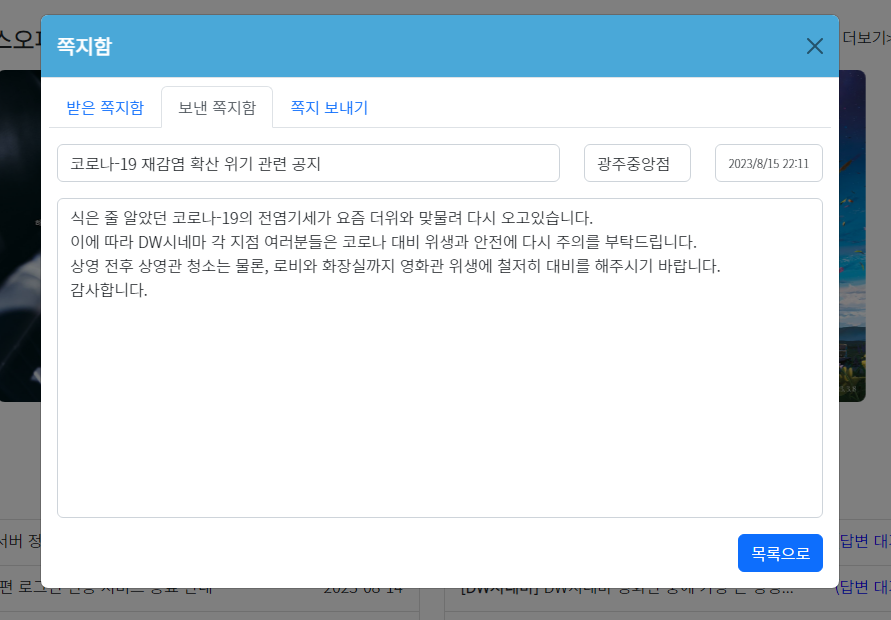 더보기>
쪽지함
받은 쪽지함
보낸 쪽지함
쪽지 보내기
코로나-19 재감염 확산 위기 관련 공지
광주중앙점
2023/8/15 22:11
식은 줄 알았던 코로나-19의 전염기세가 요즘 더위와 맞물려 다시 오고있습니다.
이에 따라 DW시네마 각 지점 여러분들은 코로나 대비 위생과 안전에 다시 주의를 부탁드립니다.
상영 전후 상영관 청소는 물론, 로비와 화장실까지 영화관 위생에 철저히 대비를 해주시기 바랍니다.
감사합니다.
목록으로
서버 정
(답변 대
2023-08-14
(답변 대